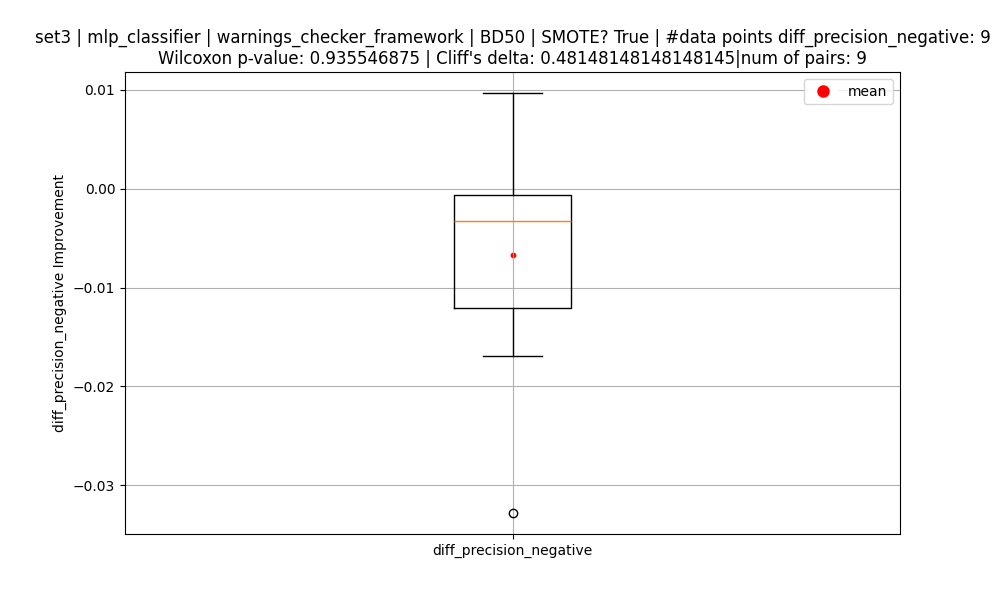 set3 | mlp_classifier | warnings_checker_framework | BD50 | SMOTE? True | #data points diff_precision_negative: 9
Wilcoxon p-value: 0.935546875 | Cliff's delta: 0.48148148148148145|num of pairs: 9
mean
0.01
0.00
−0.01
−0.02
−0.03
diff_precision_negative Improvement
diff_precision_negative